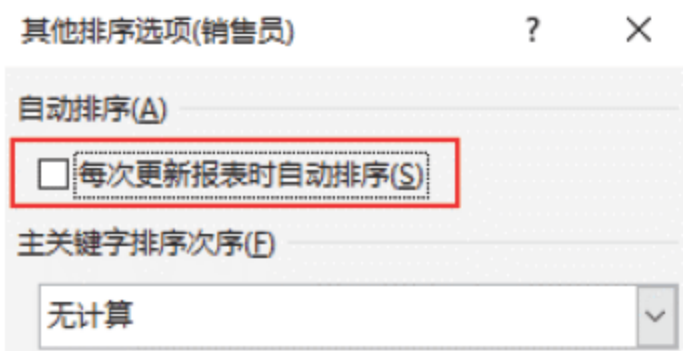 其他排序选项(销售员) ? ×
自动排序(A)
每次更新报表时自动排序(S)
主关键字排序次序(F)
无计算